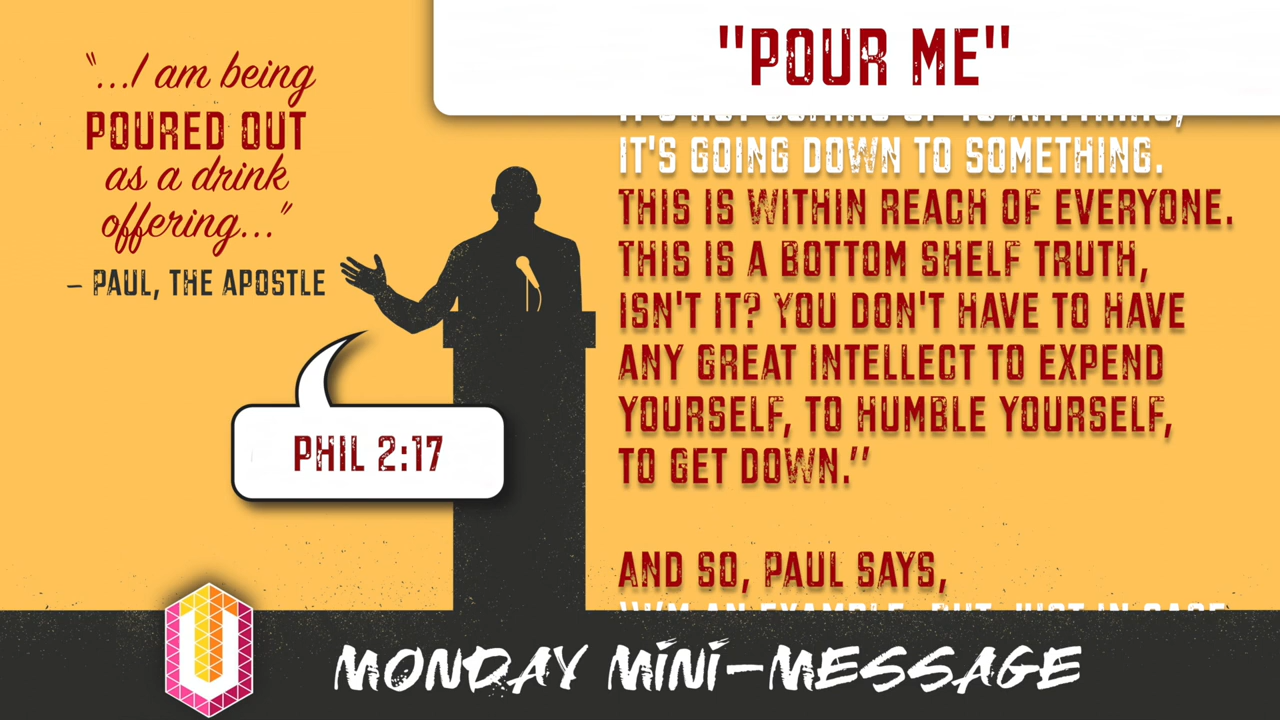 "POUR ME"
"...I am being
POURED OUT
as a drink
offering..."
– PAUL, THE APOSTLE
PHIL 2:17
IT'S GOING DOWN TO SOMETHING.
THIS IS WITHIN REACH OF EVERYONE.
THIS IS A BOTTOM SHELF TRUTH,
ISN'T IT? YOU DON'T HAVE TO HAVE
ANY GREAT INTELLECT TO EXPEND
YOURSELF, TO HUMBLE YOURSELF,
TO GET DOWN.''
AND SO, PAUL SAYS,
MONDAY MINI-MESSAGE